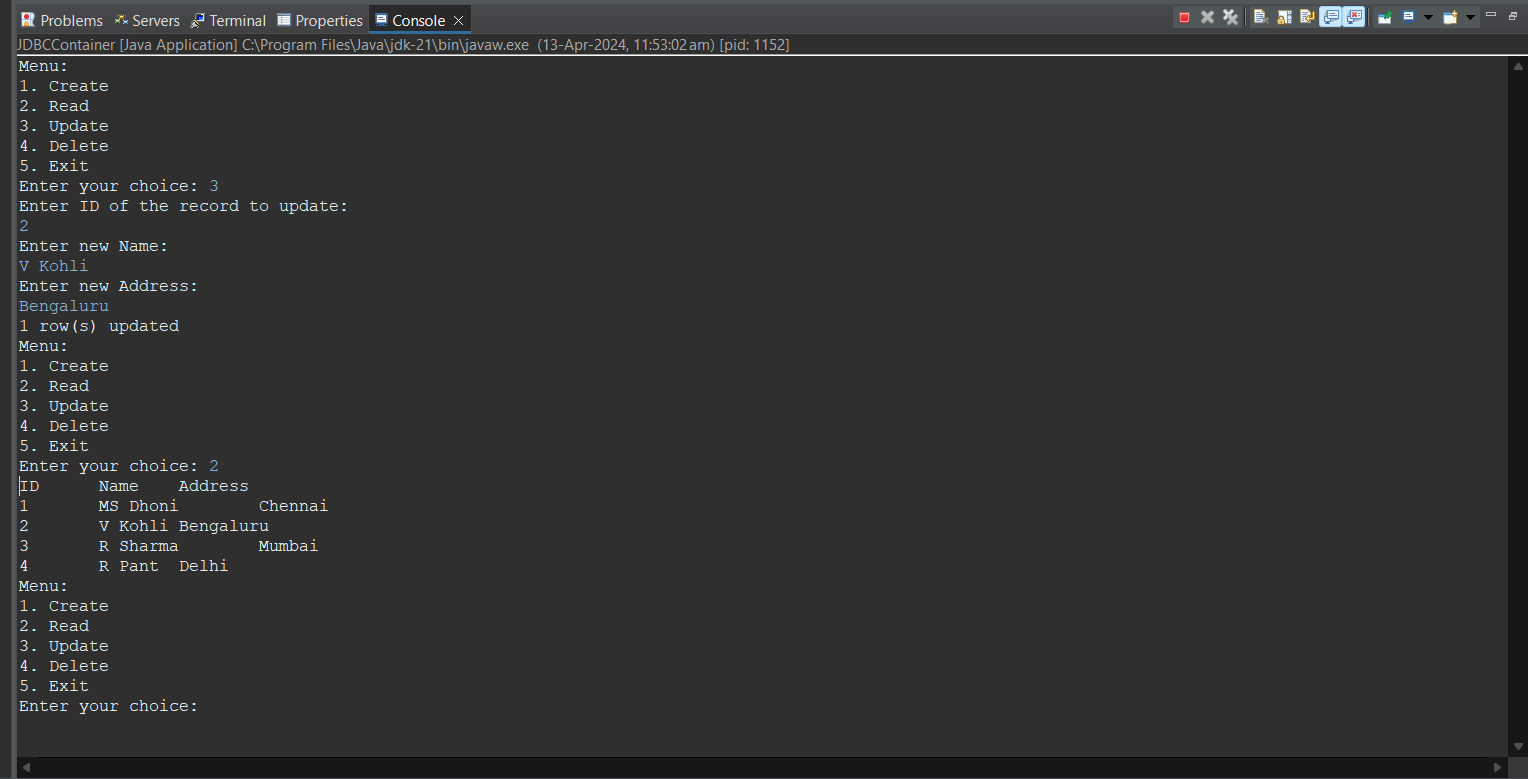 Problems Servers Terminal Properties Console
JDBCContainer [Java Application] C:\Program Files\Java\jdk-21\bin\javaw.exe (13-Apr-2024, 11:53:02 am) [pid: 1152]
Menu:
1. Create
2. Read
3. Update
4. Delete
5. Exit
Enter your choice: 3
Enter ID of the record to update:
2
Enter new Name:
V Kohli
Enter new Address:
Bengaluru
1 row(s) updated
Menu:
1. Create
2. Read
3. Update
4. Delete
5. Exit
Enter your choice: 2
ID	Name	Address
1	MS Dhoni	Chennai
2	V Kohli	Bengaluru
3	R Sharma	Mumbai
4	R Pant	Delhi
Menu:
1. Create
2. Read
3. Update
4. Delete
5. Exit
Enter your choice: